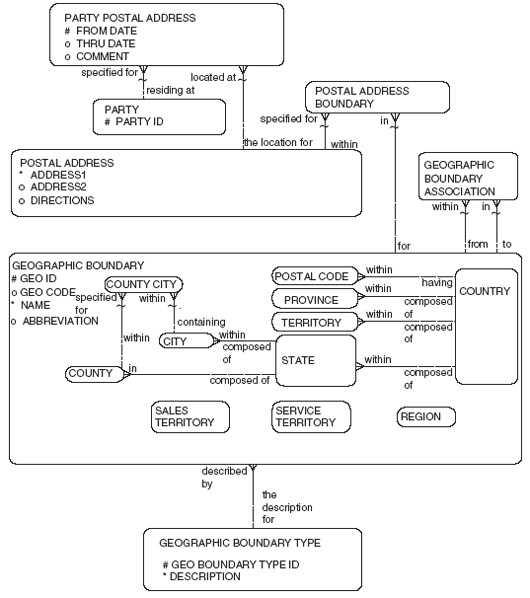 PARTY POSTAL ADDRESS
# FROM DATE
o THRU DATE
o COMMENT
specified for
located at
residing at
PARTY
# PARTY ID
POSTAL ADDRESS
BOUNDARY
specified for
in
the location for
within
POSTAL ADDRESS
* ADDRESS1
o ADDRESS2
o DIRECTIONS
GEOGRAPHIC
BOUNDARY
ASSOCIATION
within
in
for
from
to
GEOGRAPHIC BOUNDARY
# GEO ID
o GEO CODE
* NAME
o ABBREVIATION
COUNTY CITY
specified
for
within
within
containing
CITY
within
composed
of
COUNTY
in
composed of
POSTAL CODE
within
having
PROVINCE
within
composed
of
TERRITORY
within
composed
of
COUNTRY
STATE
within
composed
of
SALES
TERRITORY
SERVICE
TERRITORY
REGION
described
by
the
description
for
GEOGRAPHIC BOUNDARY TYPE
# GEO BOUNDARY TYPE ID
* DESCRIPTION